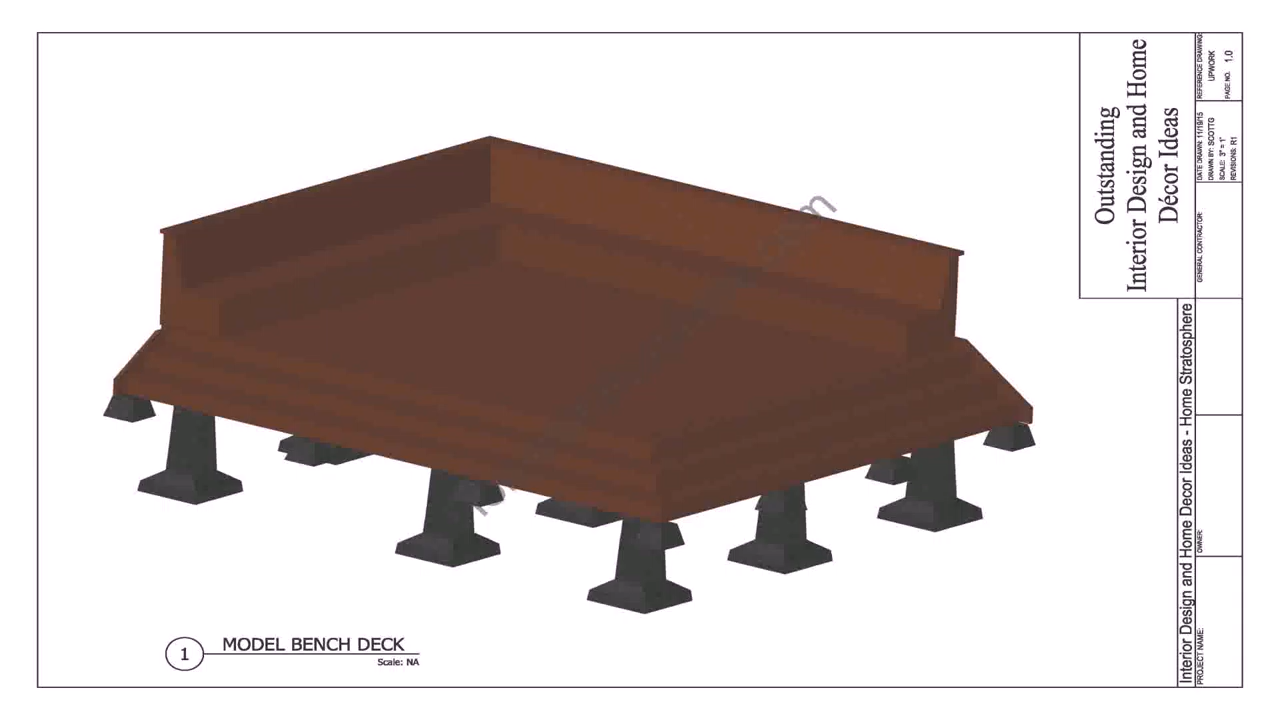 Outstanding
Interior Design and Home
Décor Ideas
REFERENCE DRAWING:
UPWORK
PAGE NO. 1.0
DATE DRAWN: 11/19/15
DRAWN BY: SCOTTG
SCALE: 3" = 1'
REVISIONS: R1
GENERAL CONTRACTOR:
Interior Design and Home Decor Ideas - Home Stratosphere
OWNER:
PROJECT NAME:
1
MODEL BENCH DECK
Scale: NA